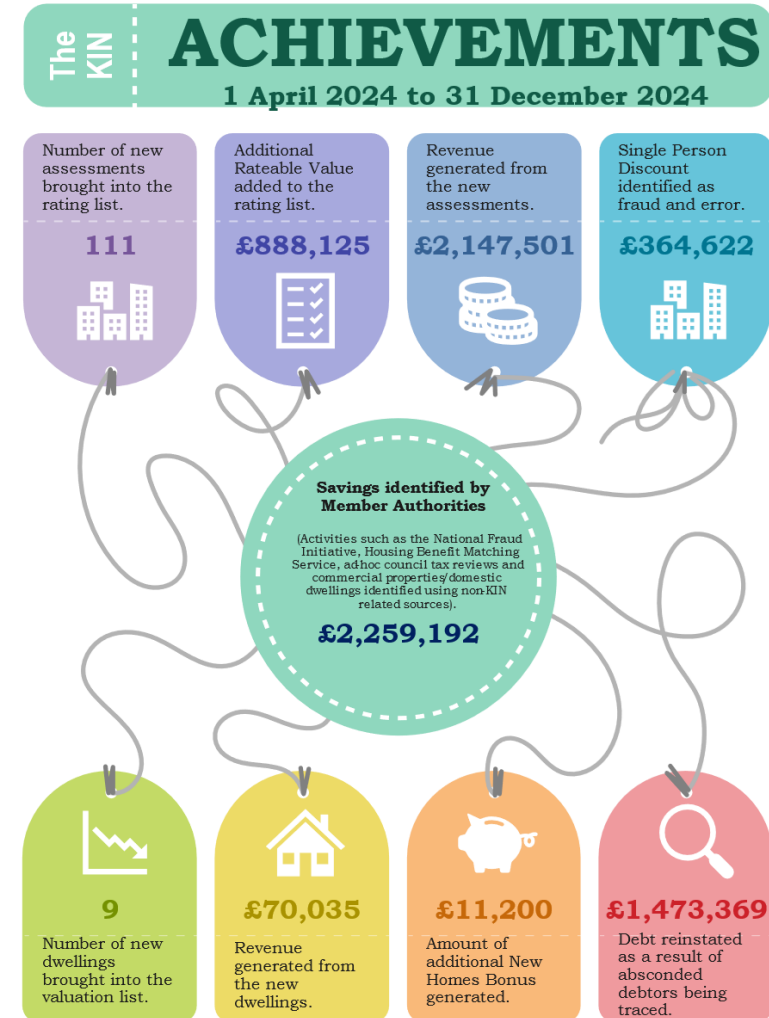 The
KIN
ACHIEVEMENTS
1 April 2024 to 31 December 2024
Number of new
assessments
brought into the
rating list.
111
Additional
Rateable Value
added to the
rating list.
£888,125
Revenue
generated from
the new
assessments.
£2,147,501
Single Person
Discount
identified as
fraud and error.
£364,622
Savings identified by
Member Authorities
(Activities such as the National Fraud
Initiative, Housing Benefit Matching
Service, ad-hoc council tax reviews and
commercial properties/domestic
dwellings identified using non-KIN
related sources).
£2,259,192
9
Number of new
dwellings
brought into the
valuation list.
£70,035
Revenue
generated from
the new
dwellings.
£11,200
Amount of
additional New
Homes Bonus
generated.
£1,473,369
Debt reinstated
as a result of
absconded
debtors being
traced.